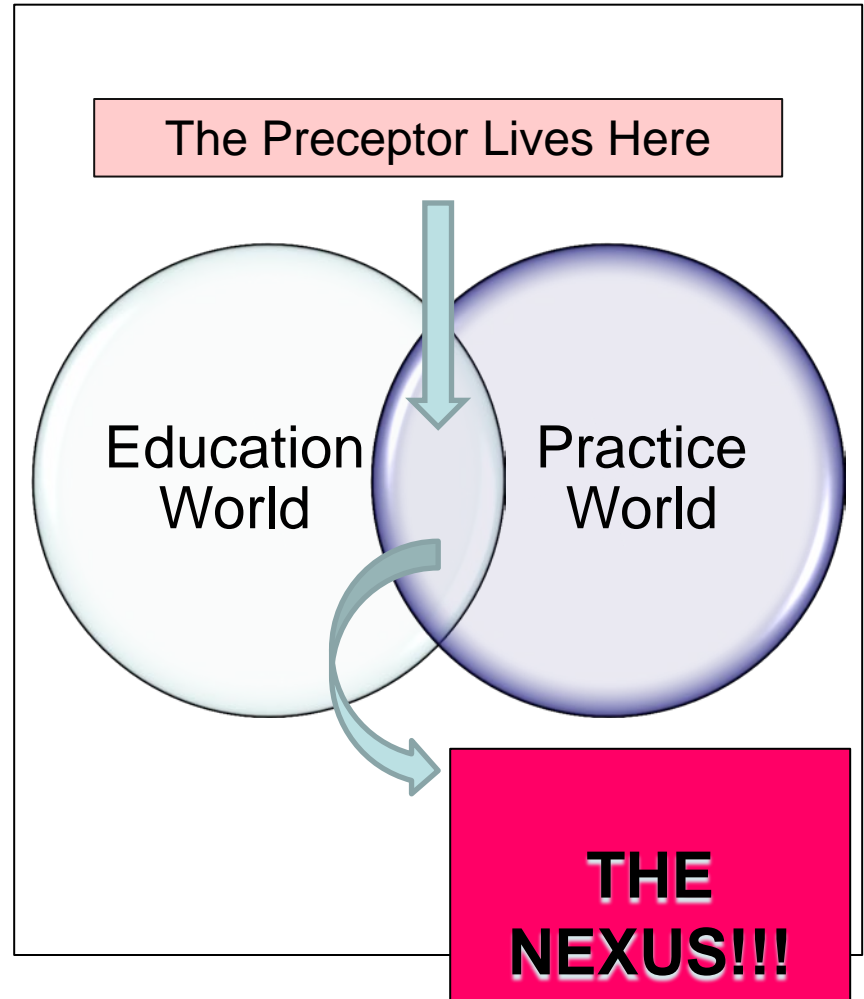 The Preceptor Lives Here
Education
World
Practice
World
THE
NEXUS!!!